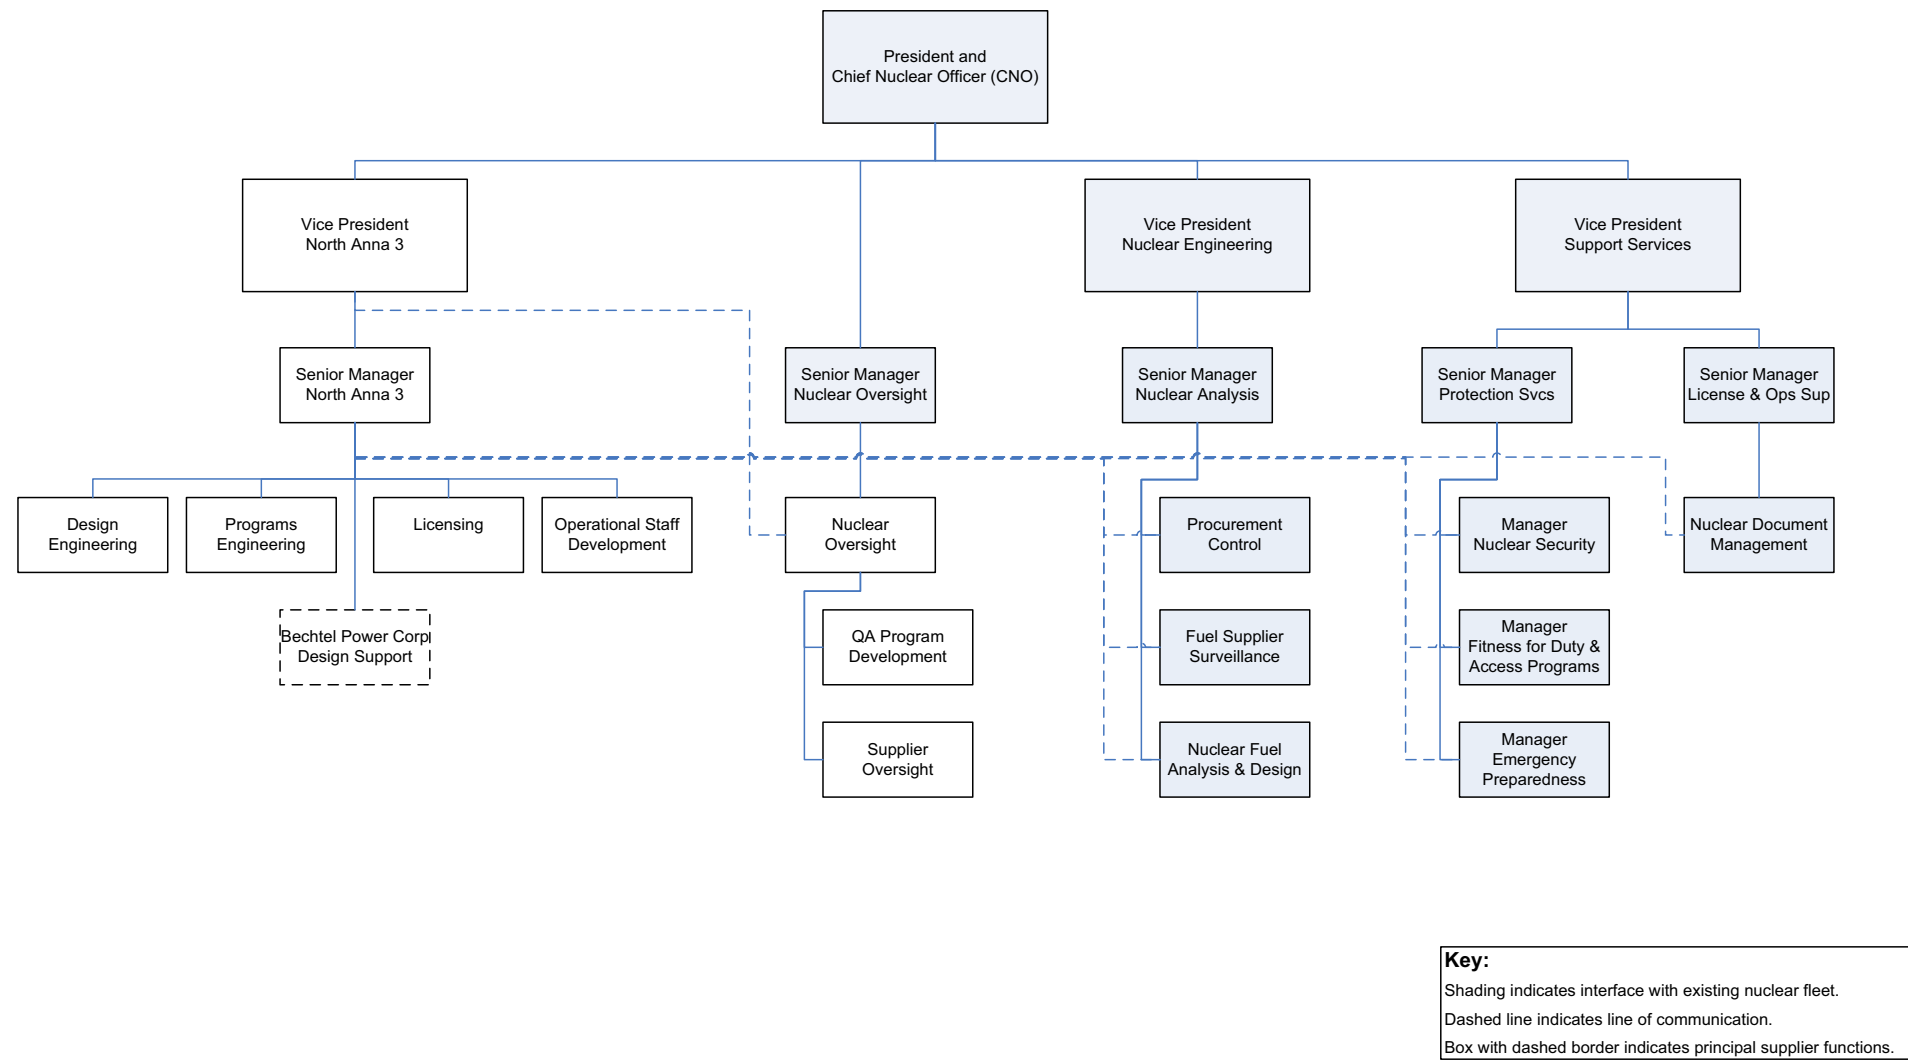 President and
Chief Nuclear Officer (CNO)
Vice President
North Anna 3
Vice President
Nuclear Engineering
Vice President
Support Services
Senior Manager
North Anna 3
Senior Manager
Nuclear Oversight
Senior Manager
Nuclear Analysis
Senior Manager
Protection Svcs
Senior Manager
License & Ops Sup
Design
Engineering
Programs
Engineering
Licensing
Operational Staff
Development
Nuclear
Oversight
Procurement
Control
Manager
Nuclear Security
Nuclear Document
Management
Bechtel Power Corp
Design Support
QA Program
Development
Fuel Supplier
Surveillance
Manager
Fitness for Duty &
Access Programs
Supplier
Oversight
Nuclear Fuel
Analysis & Design
Manager
Emergency
Preparedness
Key:
Shading indicates interface with existing nuclear fleet.
Dashed line indicates line of communication.
Box with dashed border indicates principal supplier functions.